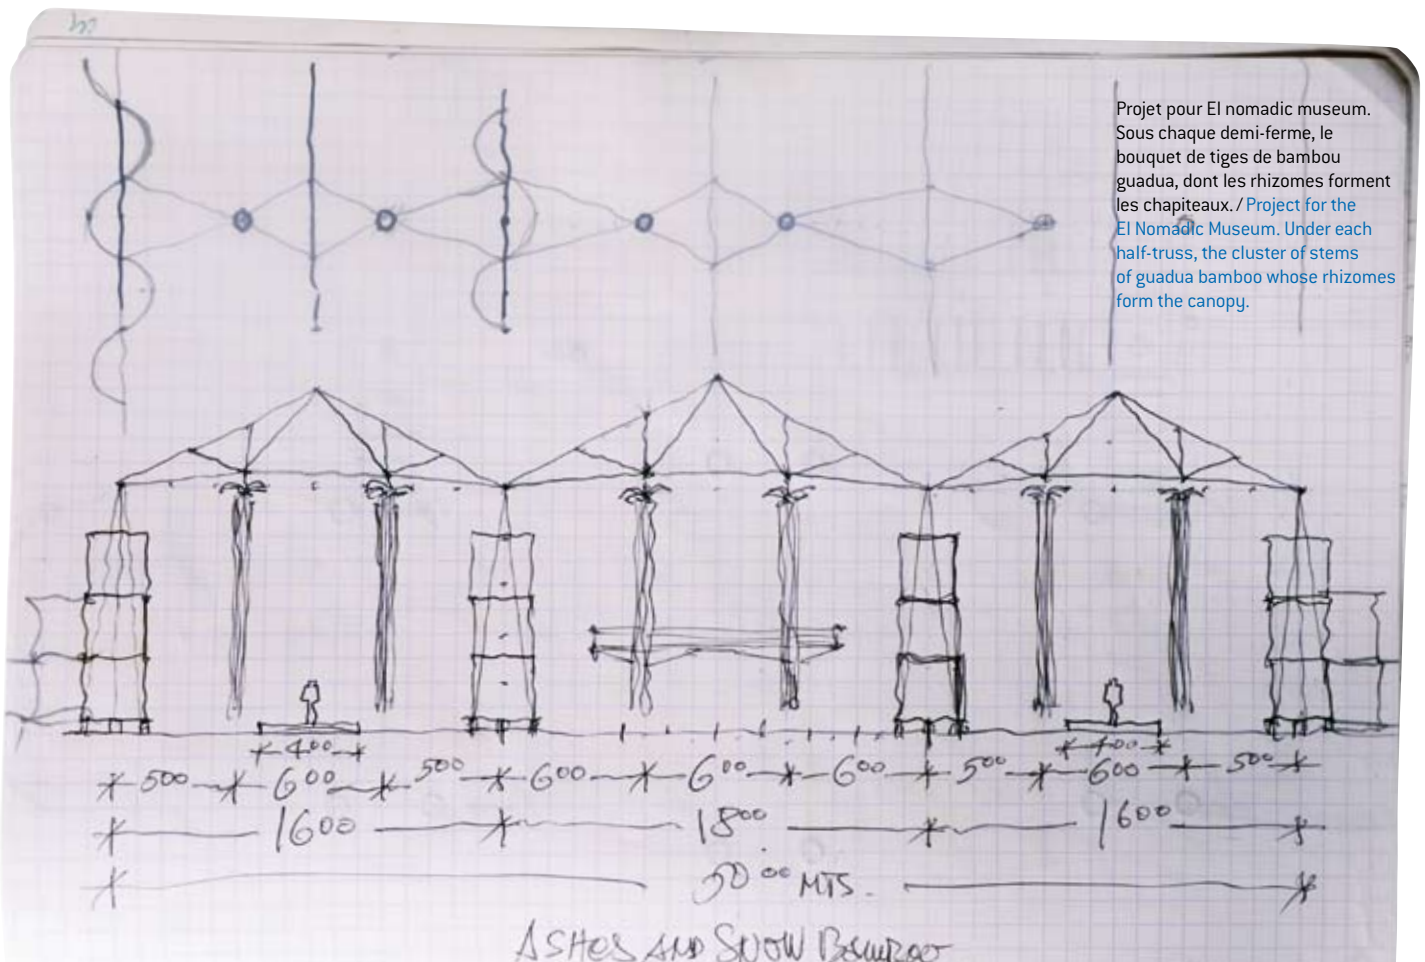 Projet pour El nomadic museum.
Sous chaque demi-ferme, le
bouquet de tiges de bambou
guadua, dont les rhizomes forment
les chapiteaux. / Project for the
El Nomadic Museum. Under each
half-truss, the cluster of stems
of guadua bamboo whose rhizomes
form the canopy.
400 400
500 600 500 600 600 600 500 600 500
1600 1800 1600
50 00 MTS.
ASHES AND SNOW BAMBOO